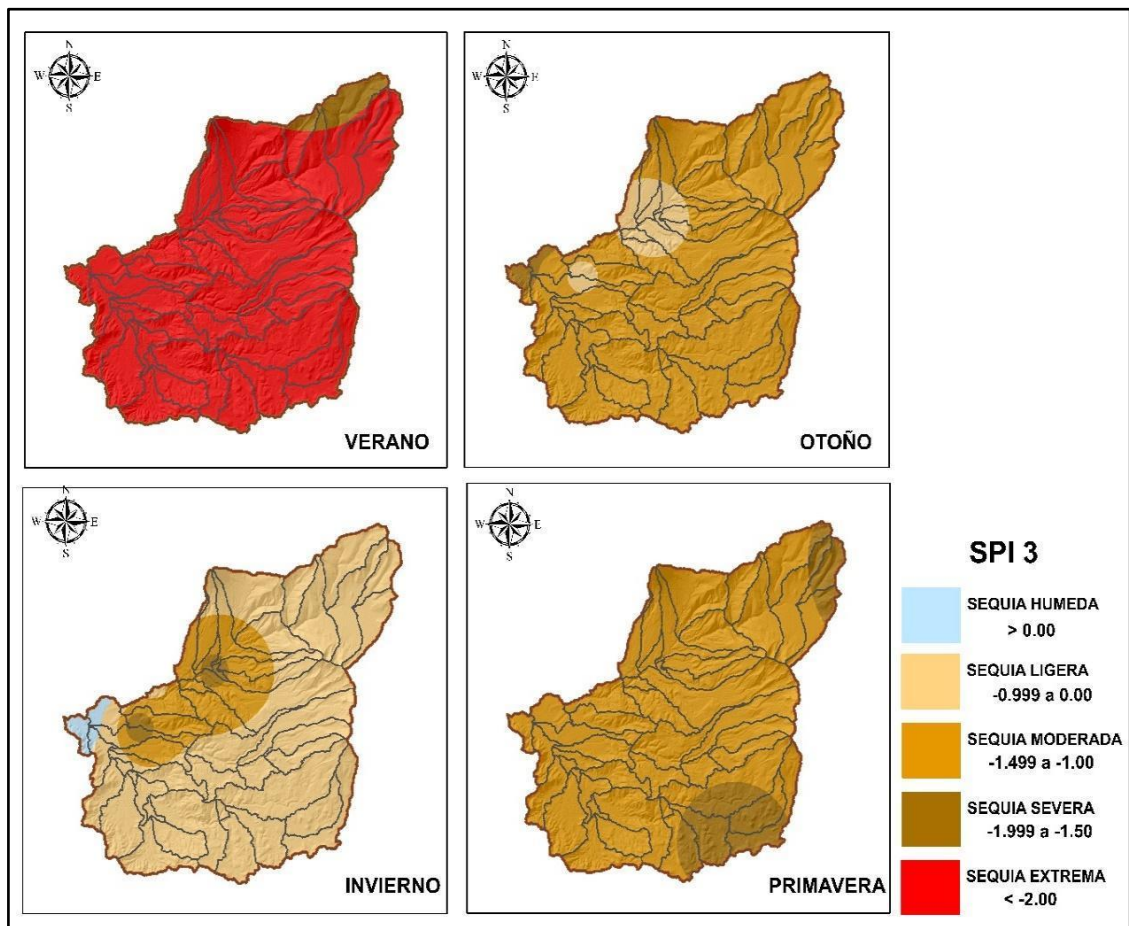 N
W E
S
VERANO
N
W E
S
OTOÑO
N
W E
S
INVIERNO
N
W E
S
PRIMAVERA
SPI 3
SEQUIA HUMEDA
> 0.00
SEQUIA LIGERA
-0.999 a 0.00
SEQUIA MODERADA
-1.499 a -1.00
SEQUIA SEVERA
-1.999 a -1.50
SEQUIA EXTREMA
< -2.00